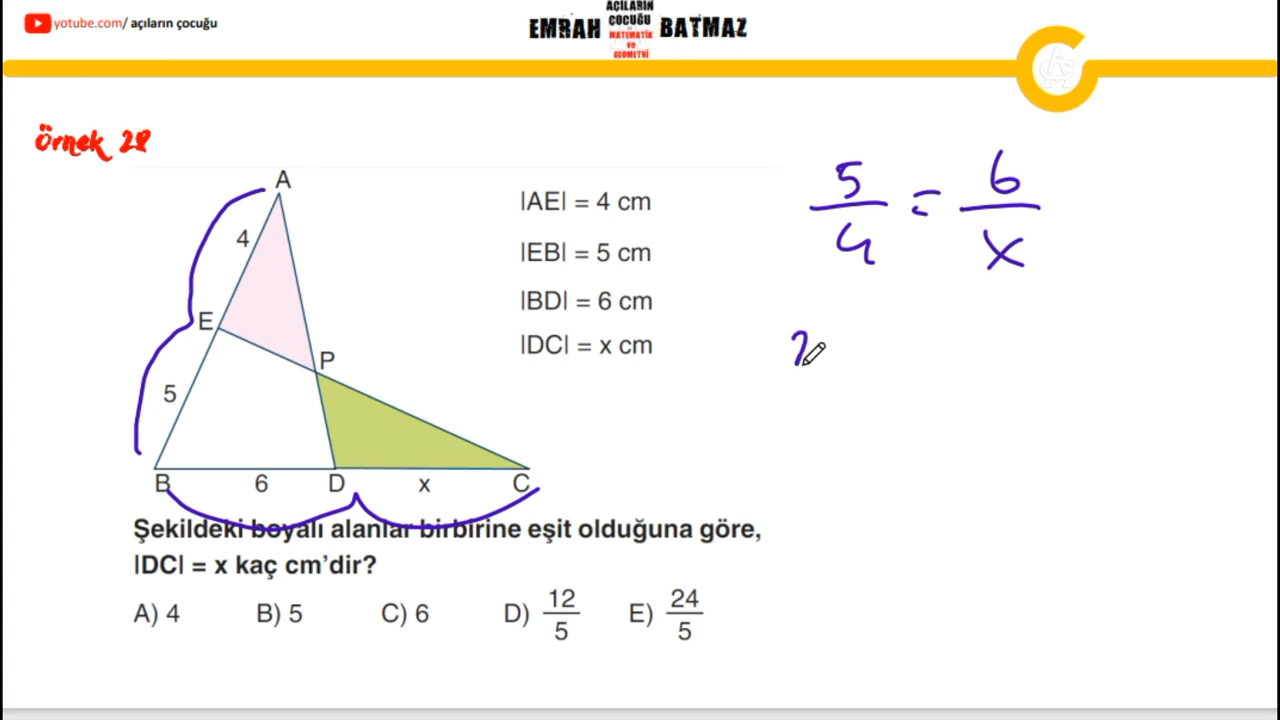 yotube.com/ açıların çocuğu
EMRAH AÇILARIN ÇOCUĞU MATEMATİK VE GEOMETRİ BATMAZ
Örnek 28
A
|AE| = 4 cm
4
|EB| = 5 cm
E
|BD| = 6 cm
P
|DC| = x cm
5
B 6 D x C
5/4 = 6/x
2
Şekildeki boyalı alanlar birbirine eşit olduğuna göre,
|DC| = x kaç cm'dir?
A) 4 B) 5 C) 6 D) 12/5 E) 24/5